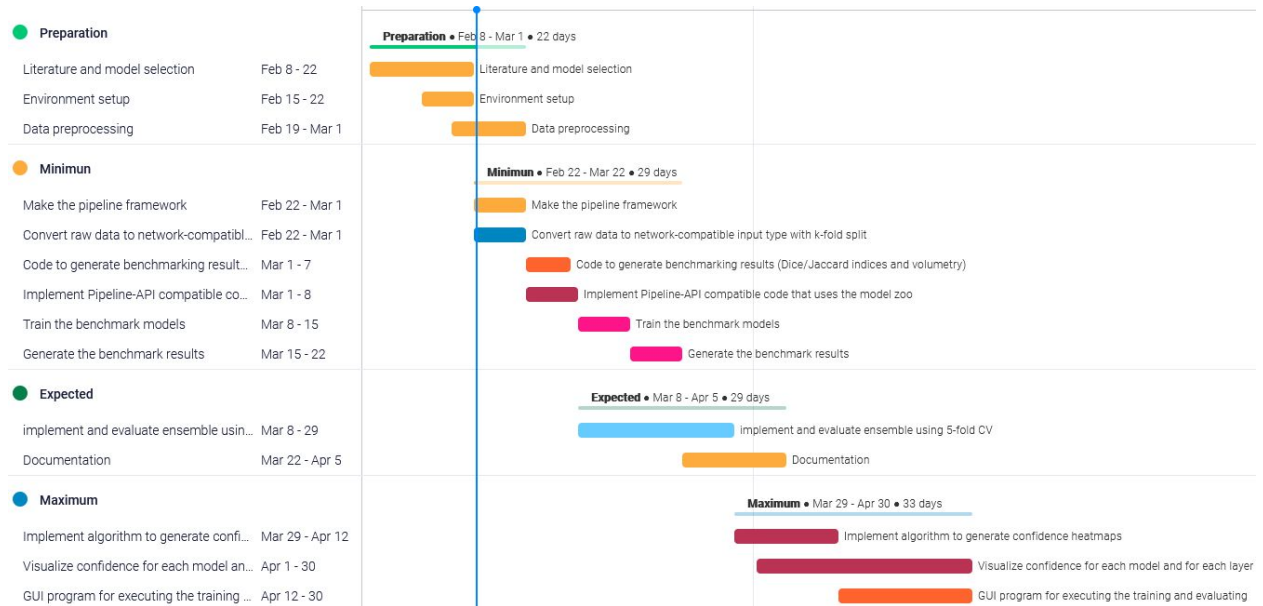 Preparation
Preparation • Feb 8 - Mar 1 • 22 days
Literature and model selection Feb 8 - 22 Literature and model selection
Environment setup Feb 15 - 22 Environment setup
Data preprocessing Feb 19 - Mar 1 Data preprocessing
Minimun
Minimun • Feb 22 - Mar 22 • 29 days
Make the pipeline framework Feb 22 - Mar 1 Make the pipeline framework
Convert raw data to network-compatibl... Feb 22 - Mar 1 Convert raw data to network-compatible input type with k-fold split
Code to generate benchmarking result... Mar 1 - 7 Code to generate benchmarking results (Dice/Jaccard indices and volumetry)
Implement Pipeline-API compatible co... Mar 1 - 8 Implement Pipeline-API compatible code that uses the model zoo
Train the benchmark models Mar 8 - 15 Train the benchmark models
Generate the benchmark results Mar 15 - 22 Generate the benchmark results
Expected
Expected • Mar 8 - Apr 5 • 29 days
implement and evaluate ensemble usin... Mar 8 - 29 implement and evaluate ensemble using 5-fold CV
Documentation Mar 22 - Apr 5 Documentation
Maximum
Maximum • Mar 29 - Apr 30 • 33 days
Implement algorithm to generate confi... Mar 29 - Apr 12 Implement algorithm to generate confidence heatmaps
Visualize confidence for each model an... Apr 1 - 30 Visualize confidence for each model and for each layer
GUI program for executing the training ... Apr 12 - 30 GUI program for executing the training and evaluating